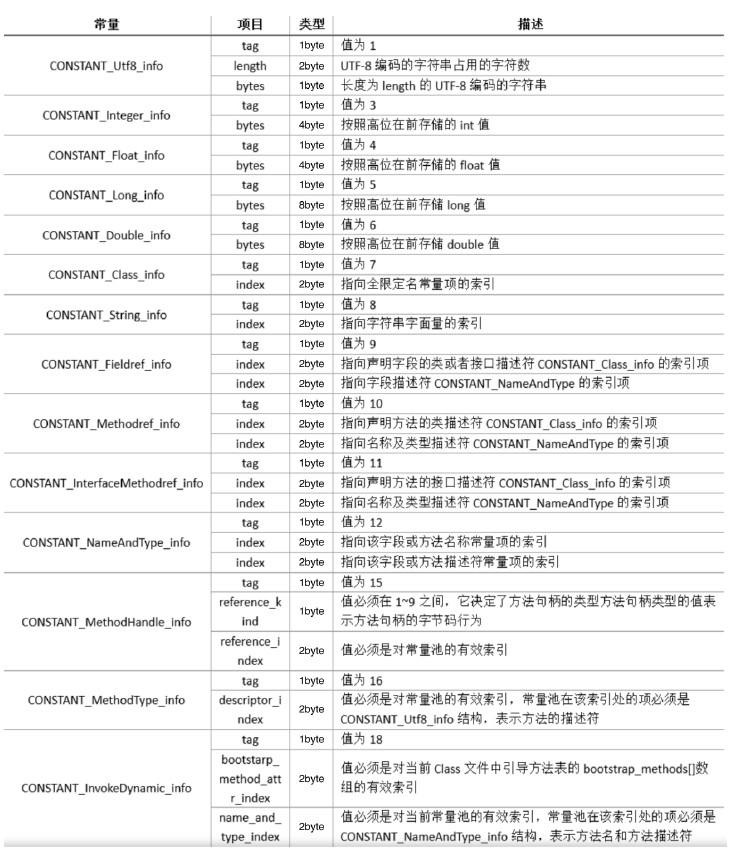 常量 项目 类型 描述
CONSTANT_Utf8_info
tag 1byte 值为 1
length 2byte UTF-8 编码的字符串占用的字符数
bytes 1byte 长度为 length 的 UTF-8 编码的字符串
CONSTANT_Integer_info
tag 1byte 值为 3
bytes 4byte 按照高位在前存储的 int 值
CONSTANT_Float_info
tag 1byte 值为 4
bytes 4byte 按照高位在前存储的 float 值
CONSTANT_Long_info
tag 1byte 值为 5
bytes 8byte 按照高位在前存储 long 值
CONSTANT_Double_info
tag 1byte 值为 6
bytes 8byte 按照高位在前存储 double 值
CONSTANT_Class_info
tag 1byte 值为 7
index 2byte 指向全限定名常量项的索引
CONSTANT_String_info
tag 1byte 值为 8
index 2byte 指向字符串字面量的索引
CONSTANT_Fieldref_info
tag 1byte 值为 9
index 2byte 指向声明字段的类或者接口描述符 CONSTANT_Class_info 的索引项
index 2byte 指向字段描述符 CONSTANT_NameAndType 的索引项
CONSTANT_Methodref_info
tag 1byte 值为 10
index 2byte 指向声明方法的类描述符 CONSTANT_Class_info 的索引项
index 2byte 指向名称及类型描述符 CONSTANT_NameAndType 的索引项
CONSTANT_InterfaceMethodref_info
tag 1byte 值为 11
index 2byte 指向声明方法的接口描述符 CONSTANT_Class_info 的索引项
index 2byte 指向名称及类型描述符 CONSTANT_NameAndType 的索引项
CONSTANT_NameAndType_info
tag 1byte 值为 12
index 2byte 指向该字段或方法名称常量项的索引
index 2byte 指向该字段或方法描述符常量项的索引
CONSTANT_MethodHandle_info
tag 1byte 值为 15
reference_k
ind
1byte
值必须在 1~9 之间，它决定了方法句柄的类型方法句柄类型的值表
示方法句柄的字节码行为
reference_i
ndex
2byte 值必须是对常量池的有效索引
CONSTANT_MethodType_info
tag 1byte 值为 16
descriptor_i
ndex
2byte
值必须是对常量池的有效索引，常量池在该索引处的项必须是
CONSTANT_Utf8_info 结构，表示方法的描述符
CONSTANT_InvokeDynamic_info
tag 1byte 值为 18
bootstarp_
method_att
r_index
2byte
值必须是对当前 Class 文件中引导方法表的 bootstrap_methods[]数
组的有效索引
name_and_
type_index
2byte
值必须是对当前常量池的有效索引，常量池在该索引处的项必须是
CONSTANT_NameAndType_info 结构，表示方法名和方法描述符